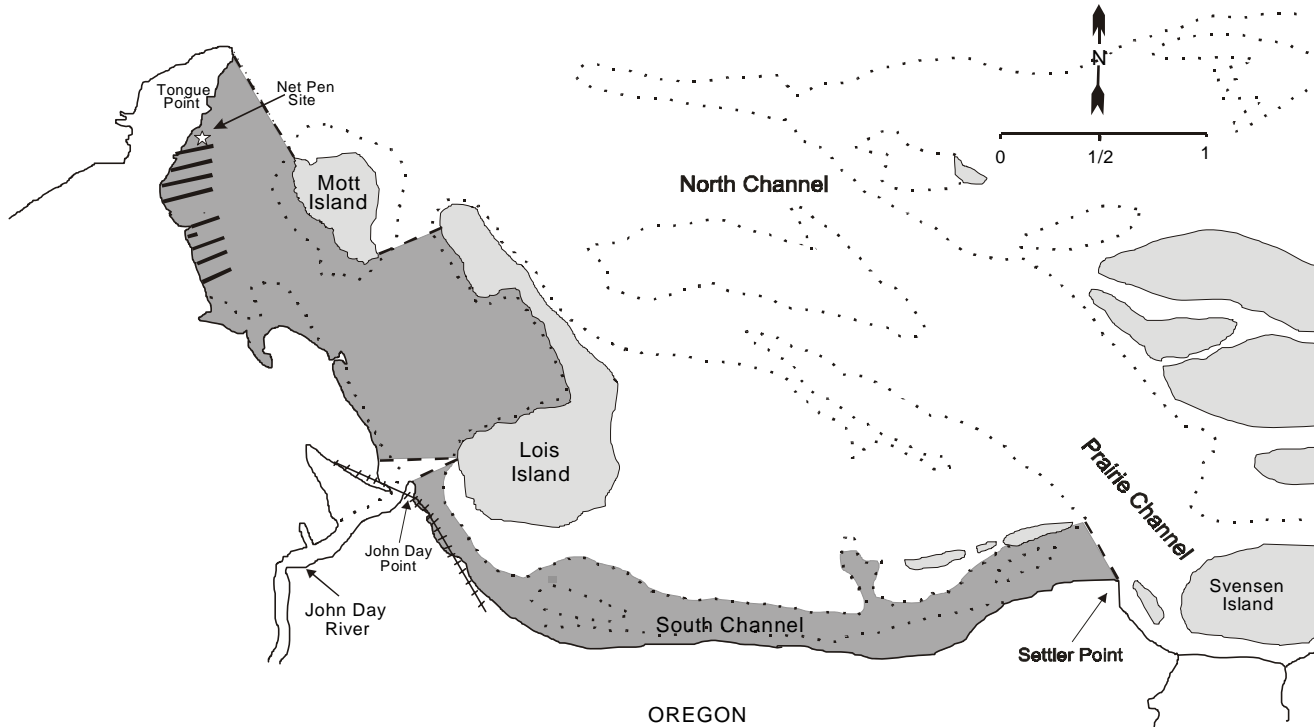 Tongue
Point
Net Pen
Site
N
0
1/2
1
Mott
Island
North Channel
Lois
Island
Prairie Channel
John Day
Point
John Day
River
South Channel
Svensen
Island
Settler Point
OREGON